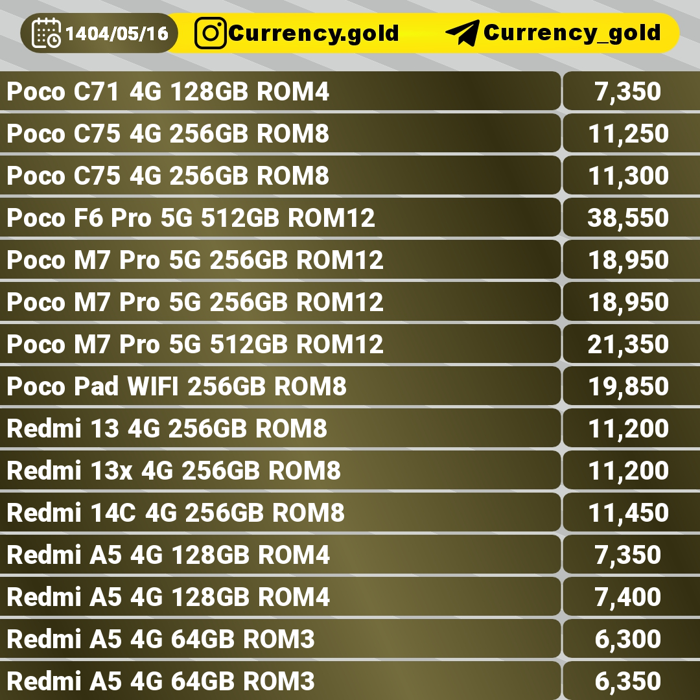 1404/05/16 Currency.gold Currency_gold
Poco C71 4G 128GB ROM4 7,350
Poco C75 4G 256GB ROM8 11,250
Poco C75 4G 256GB ROM8 11,300
Poco F6 Pro 5G 512GB ROM12 38,550
Poco M7 Pro 5G 256GB ROM12 18,950
Poco M7 Pro 5G 256GB ROM12 18,950
Poco M7 Pro 5G 512GB ROM12 21,350
Poco Pad WIFI 256GB ROM8 19,850
Redmi 13 4G 256GB ROM8 11,200
Redmi 13x 4G 256GB ROM8 11,200
Redmi 14C 4G 256GB ROM8 11,450
Redmi A5 4G 128GB ROM4 7,350
Redmi A5 4G 128GB ROM4 7,400
Redmi A5 4G 64GB ROM3 6,300
Redmi A5 4G 64GB ROM3 6,350